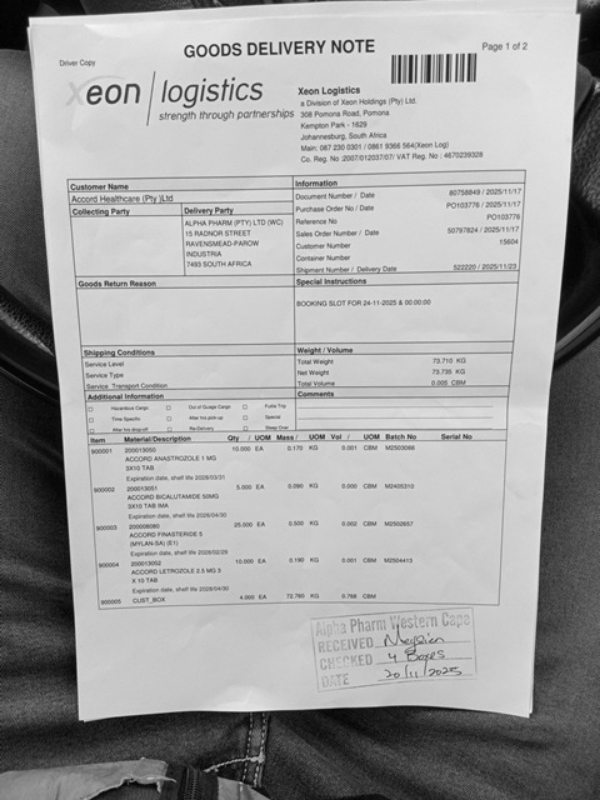 GOODS DELIVERY NOTE
Page 1 of 2
Driver Copy
xeon logistics
strength through partnerships
Xeon Logistics
a Division of Xeon Holdings (Pty) Ltd.
308 Pomona Road, Pomona
Kempton Park - 1629
Johannesburg, South Africa
Main: 087 230 0301 / 0861 9366 564(Xeon Log)
Co. Reg. No :2007/012037/07/ VAT Reg. No : 4670239328
Customer Name
Accord Healthcare (Pty )Ltd
Collecting Party
Delivery Party
ALPHA PHARM (PTY) LTD (WC)
15 RADNOR STREET
RAVENSMEAD-PAROW
INDUSTRIA
7493 SOUTH AFRICA
Information
Document Number / Date 80758849 / 2025/11/17
Purchase Order No / Date PO103776 / 2025/11/17
Reference No PO103776
Sales Order Number / Date 50797824 / 2025/11/17
Customer Number 15604
Container Number
Shipment Number / Delivery Date 522220 / 2025/11/23
Goods Return Reason
Special Instructions
BOOKING SLOT FOR 24-11-2025 & 00:00:00
Shipping Conditions
Service Level
Service Type
Service Transport Condition
Weight / Volume
Total Weight 73,710 KG
Net Weight 73,735 KG
Total Volume 0.005 CBM
Additional Information
Hazardous Cargo Out of Guage Cargo Futile Trip
Time Specific After hrs pick-up Special
After hrs drop-off Re-Delivery Sleep Over
Comments
Item Material/Description Qty / UOM Mass / UOM Vol / UOM Batch No Serial No
900001 200013050 10.000 EA 0.170 KG 0.001 CBM M2503066
ACCORD ANASTROZOLE 1 MG
3X10 TAB
Expiration date, shelf life 2028/03/31
900002 200013051 5.000 EA 0.090 KG 0.000 CBM M2405310
ACCORD BICALUTAMIDE 50MG
3X10 TAB IMA
Expiration date, shelf life 2026/04/30
900003 200008080 25.000 EA 0.500 KG 0.002 CBM M2502657
ACCORD FINASTERIDE 5
(MYLAN-SA) (E1)
Expiration date, shelf life 2028/02/29
900004 200013052 10.000 EA 0.190 KG 0.001 CBM M2504413
ACCORD LETROZOLE 2.5 MG 3
X 10 TAB
Expiration date, shelf life 2028/04/30
900005 CUST_BOX 4.000 EA 72.760 KG 0.768 CBM
Alpha Pharm Western Cape
RECEIVED
CHECKED 4 Boxes
DATE 20/11/2025